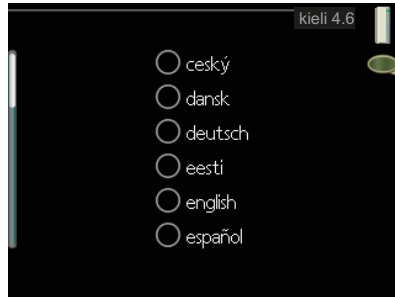 kieli 4.6
ceský
dansk
deutsch
eesti
english
español